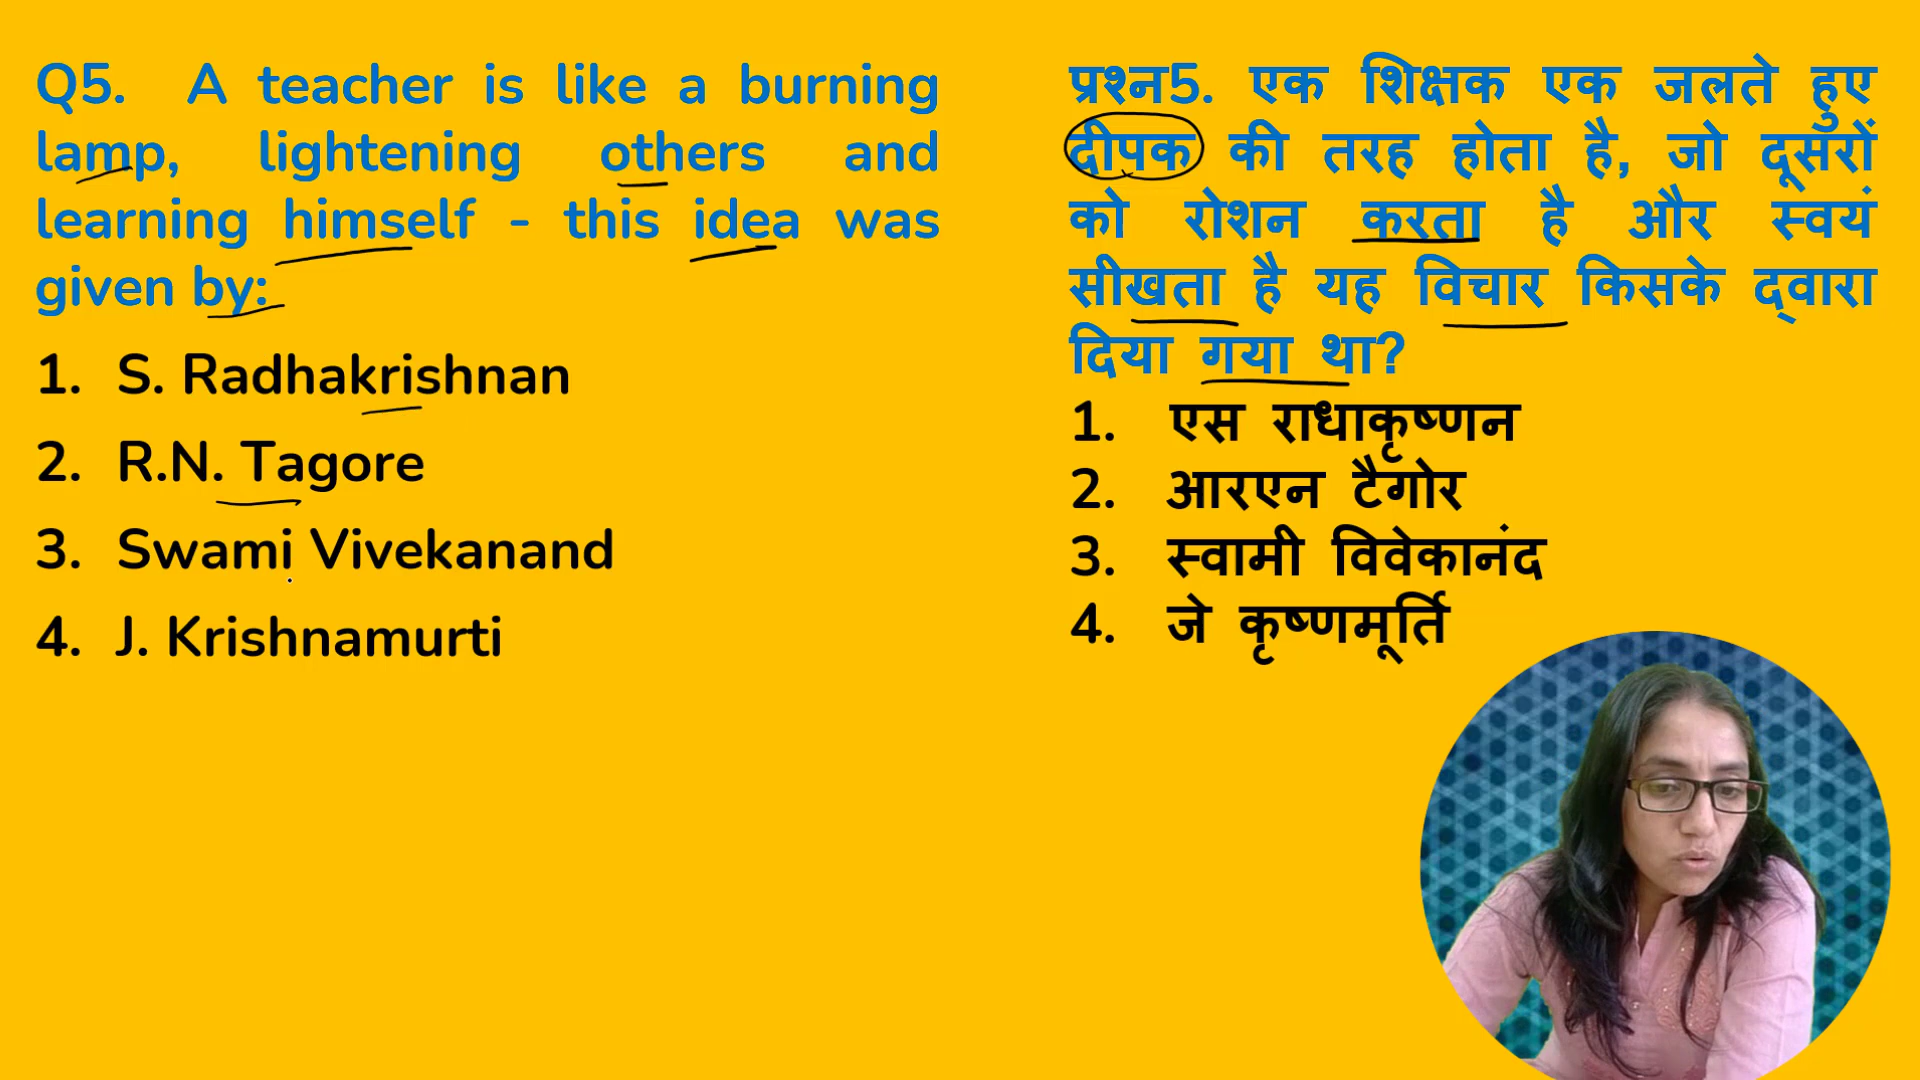 Q5. A teacher is like a burning
lamp, lightening others and
learning himself - this idea was
given by:
1. S. Radhakrishnan
2. R.N. Tagore
3. Swami Vivekanand
4. J. Krishnamurti
प्रश्न5. एक शिक्षक एक जलते हुए
दीपक की तरह होता है, जो दूसरों
को रोशन करता है और स्वयं
सीखता है यह विचार किसके द्वारा
दिया गया था?
1. एस राधाकृष्णन
2. आरएन टैगोर
3. स्वामी विवेकानंद
4. जे कृष्णमूर्ति